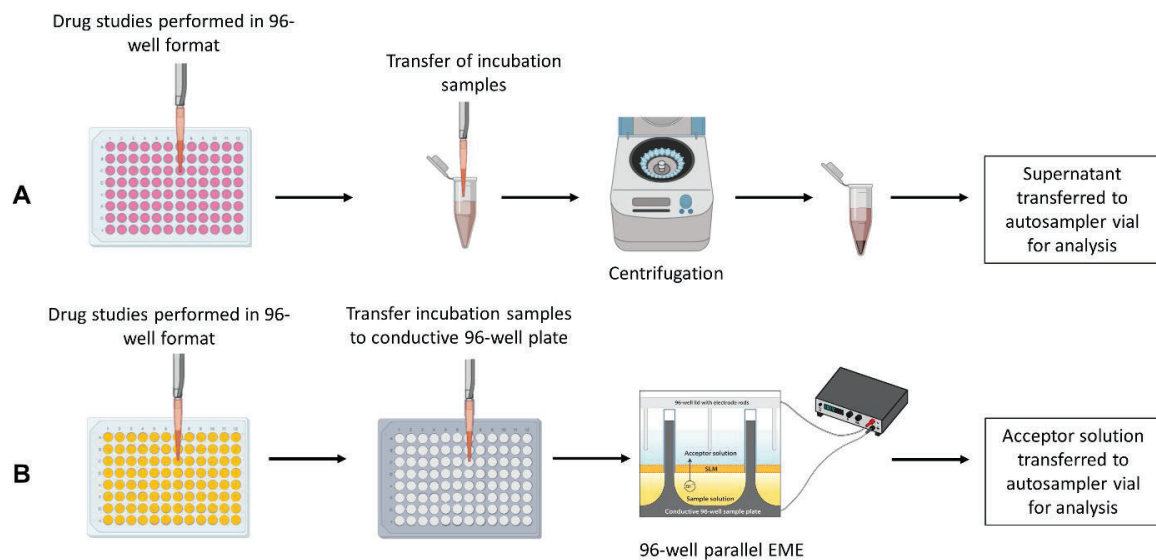 Drug studies performed in 96-
well format
Transfer of incubation
samples
A
Centrifugation
Supernatant
transferred to
autosampler vial
for analysis
Drug studies performed in 96-
well format
Transfer incubation samples
to conductive 96-well plate
B
96-well lid with electrode rods
Acceptor solution
SLM
Sample solution
Conductive 96-well sample plate
96-well parallel EME
Acceptor solution
transferred to
autosampler vial
for analysis